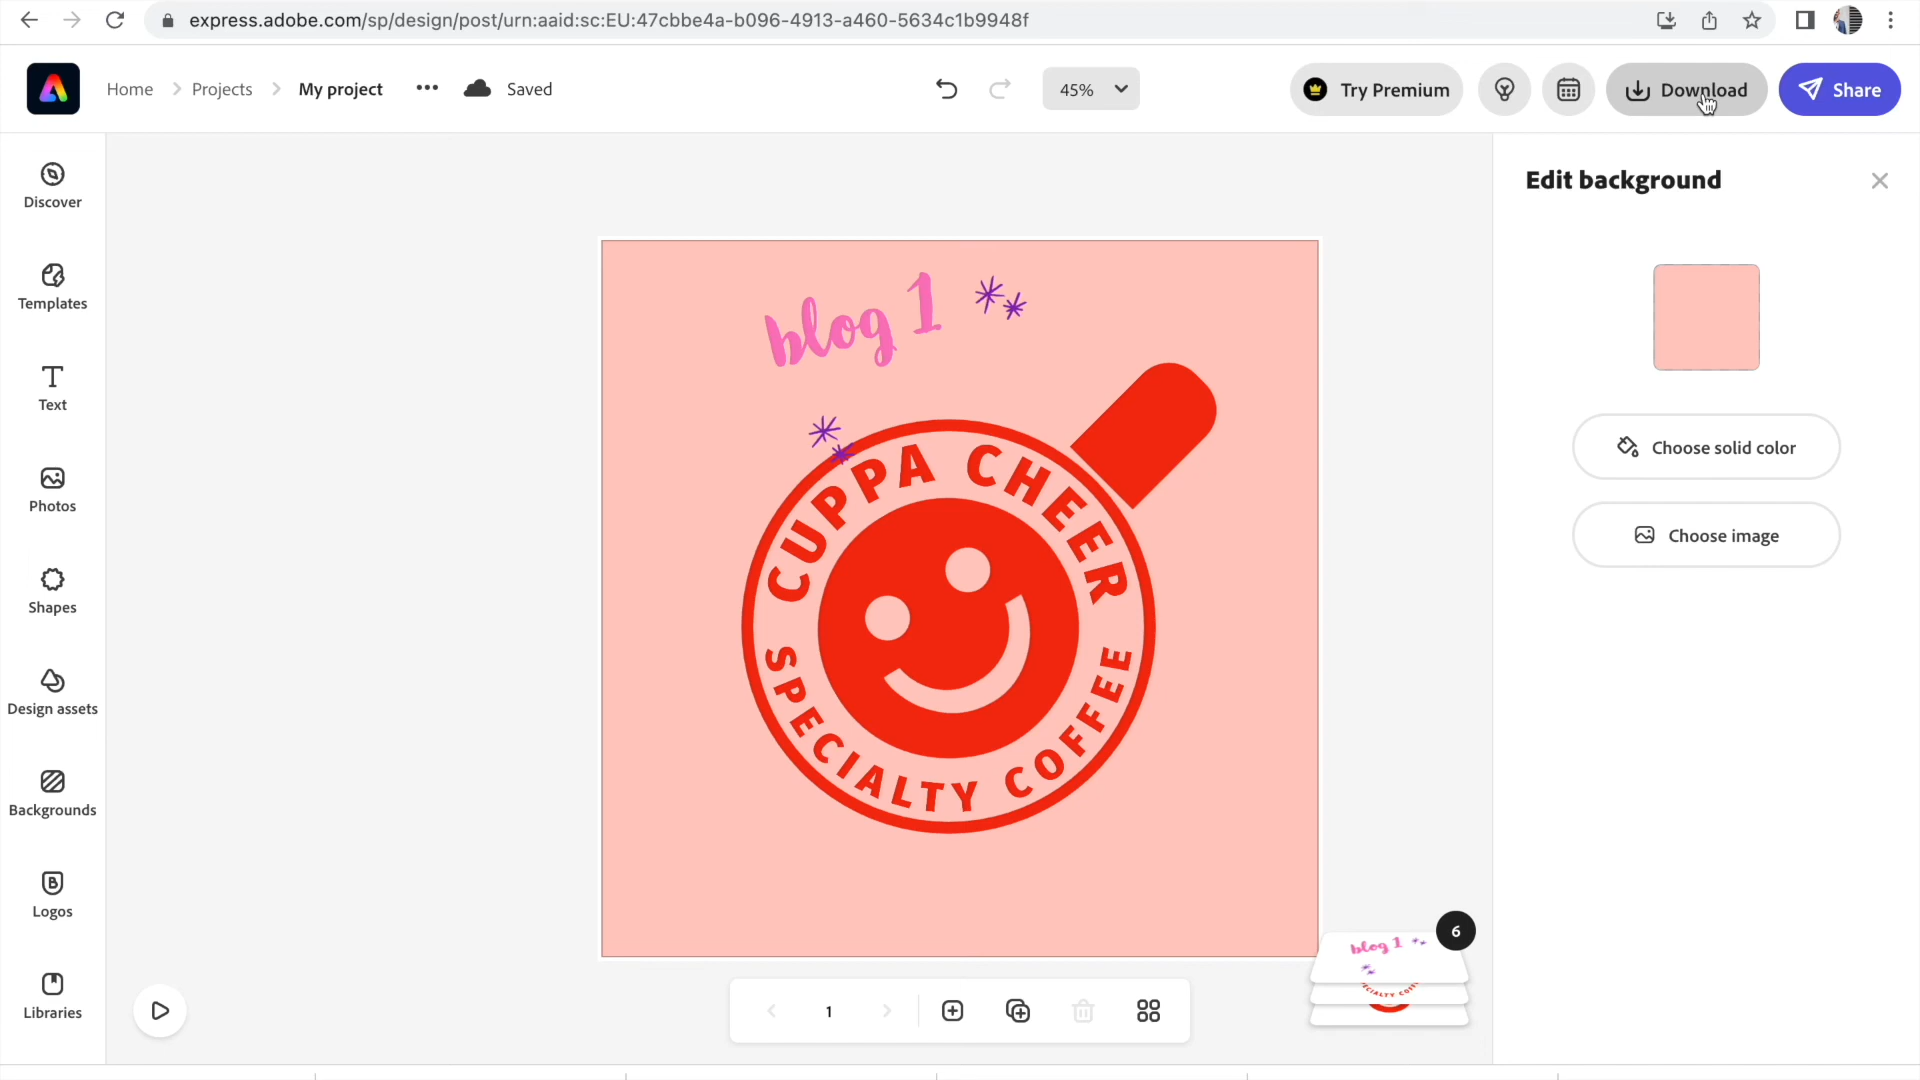 express.adobe.com/sp/design/post/urn:aaid:sc:EU:47cbbe4a-b096-4913-a460-5634c1b9948f
Home
Projects
My project
Saved
45%
Try Premium
Download
Share
Discover
Templates
Text
Photos
Shapes
Design assets
Backgrounds
Logos
Libraries
blog 1
CUPPA CHEER
SPECIALTY COFFEE
Edit background
Choose solid color
Choose image
6
blog 1
1